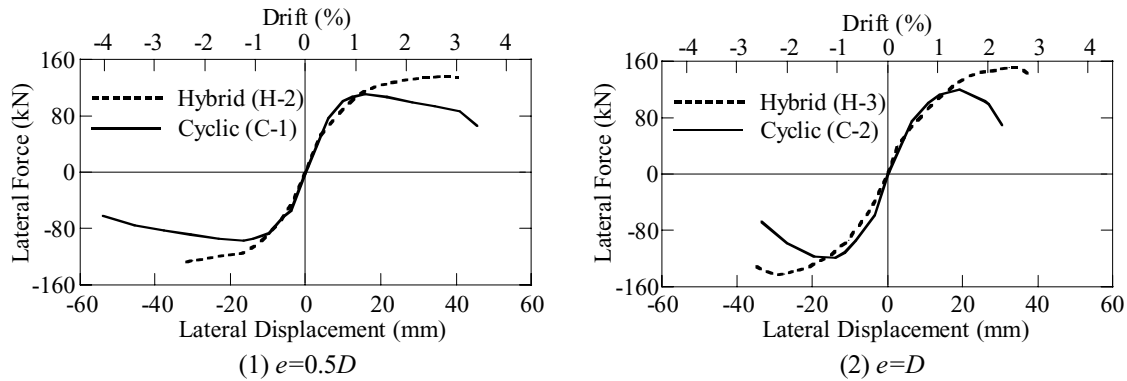 Drift (%)
-4 -3 -2 -1 0 1 2 3 4
160
80
0
-80
-160
Lateral Force (kN)
Hybrid (H-2)
Cyclic (C-1)
-60 -40 -20 0 20 40 60
Lateral Displacement (mm)
(1) e=0.5D
Drift (%)
-4 -3 -2 -1 0 1 2 3 4
160
80
0
-80
-160
Lateral Force (kN)
Hybrid (H-3)
Cyclic (C-2)
-60 -40 -20 0 20 40 60
Lateral Displacement (mm)
(2) e=D